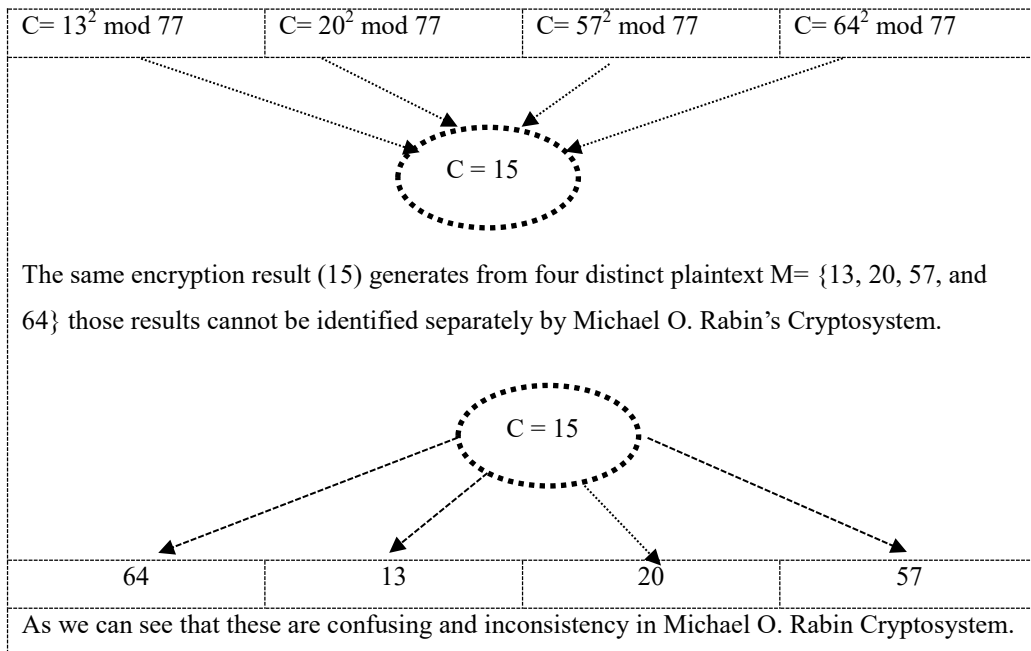 C= 13² mod 77 C= 20² mod 77 C= 57² mod 77 C= 64² mod 77
C = 15
The same encryption result (15) generates from four distinct plaintext M= {13, 20, 57, and
64} those results cannot be identified separately by Michael O. Rabin’s Cryptosystem.
C = 15
64 13 20 57
As we can see that these are confusing and inconsistency in Michael O. Rabin Cryptosystem.